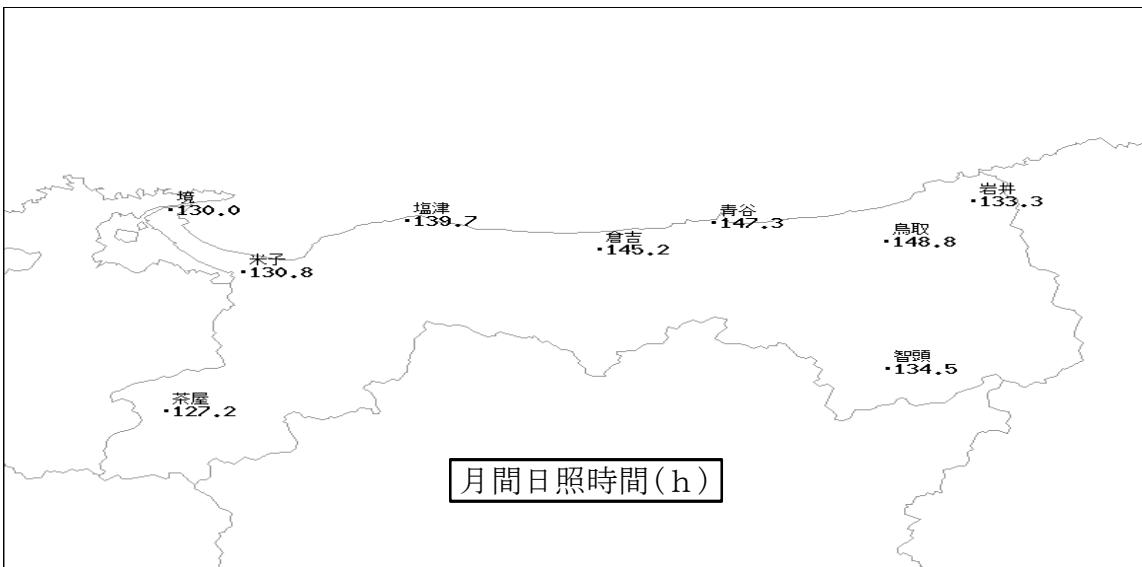 境
・130.0
米子
・130.8
塩津
・139.7
倉吉
・145.2
青谷
・147.3
岩井
・133.3
鳥取
・148.8
智頭
・134.5
茶屋
・127.2
月間日照時間(h)